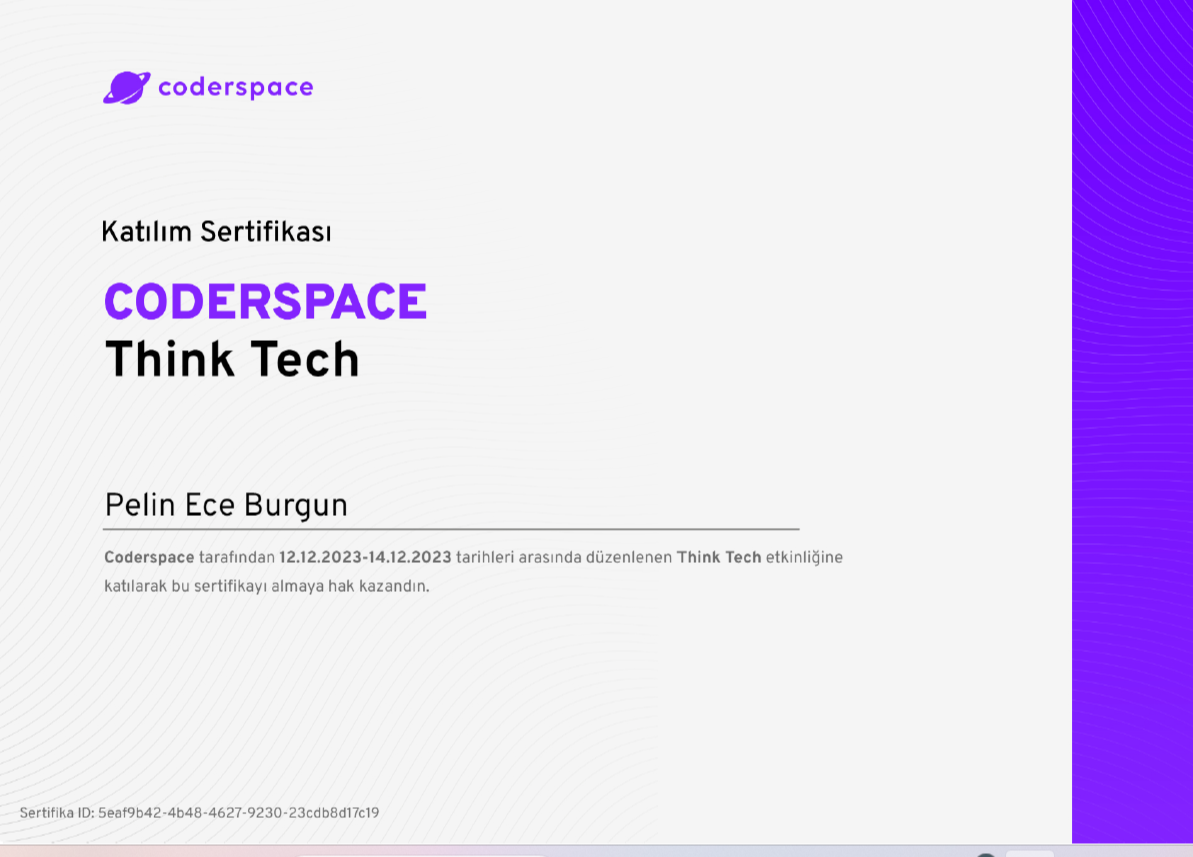 coderspace
Katılım Sertifikası
CODERSPACE
Think Tech
Pelin Ece Burgun
Coderspace tarafından 12.12.2023-14.12.2023 tarihleri arasında düzenlenen Think Tech etkinliğine
katılarak bu sertifikayı almaya hak kazandın.
Sertifika ID: 5eaf9b42-4b48-4627-9230-23cdb8d17c19